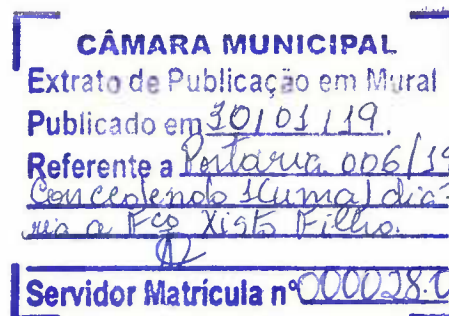 CÂMARA MUNICIPAL
Extrato de Publicação em Mural
Publicado em 30/01/19.
Referente a Portaria 006/19
Concedendo 1(uma) diá-
ria a Fco Xisto Filho.
Servidor Matrícula nº 000028.0